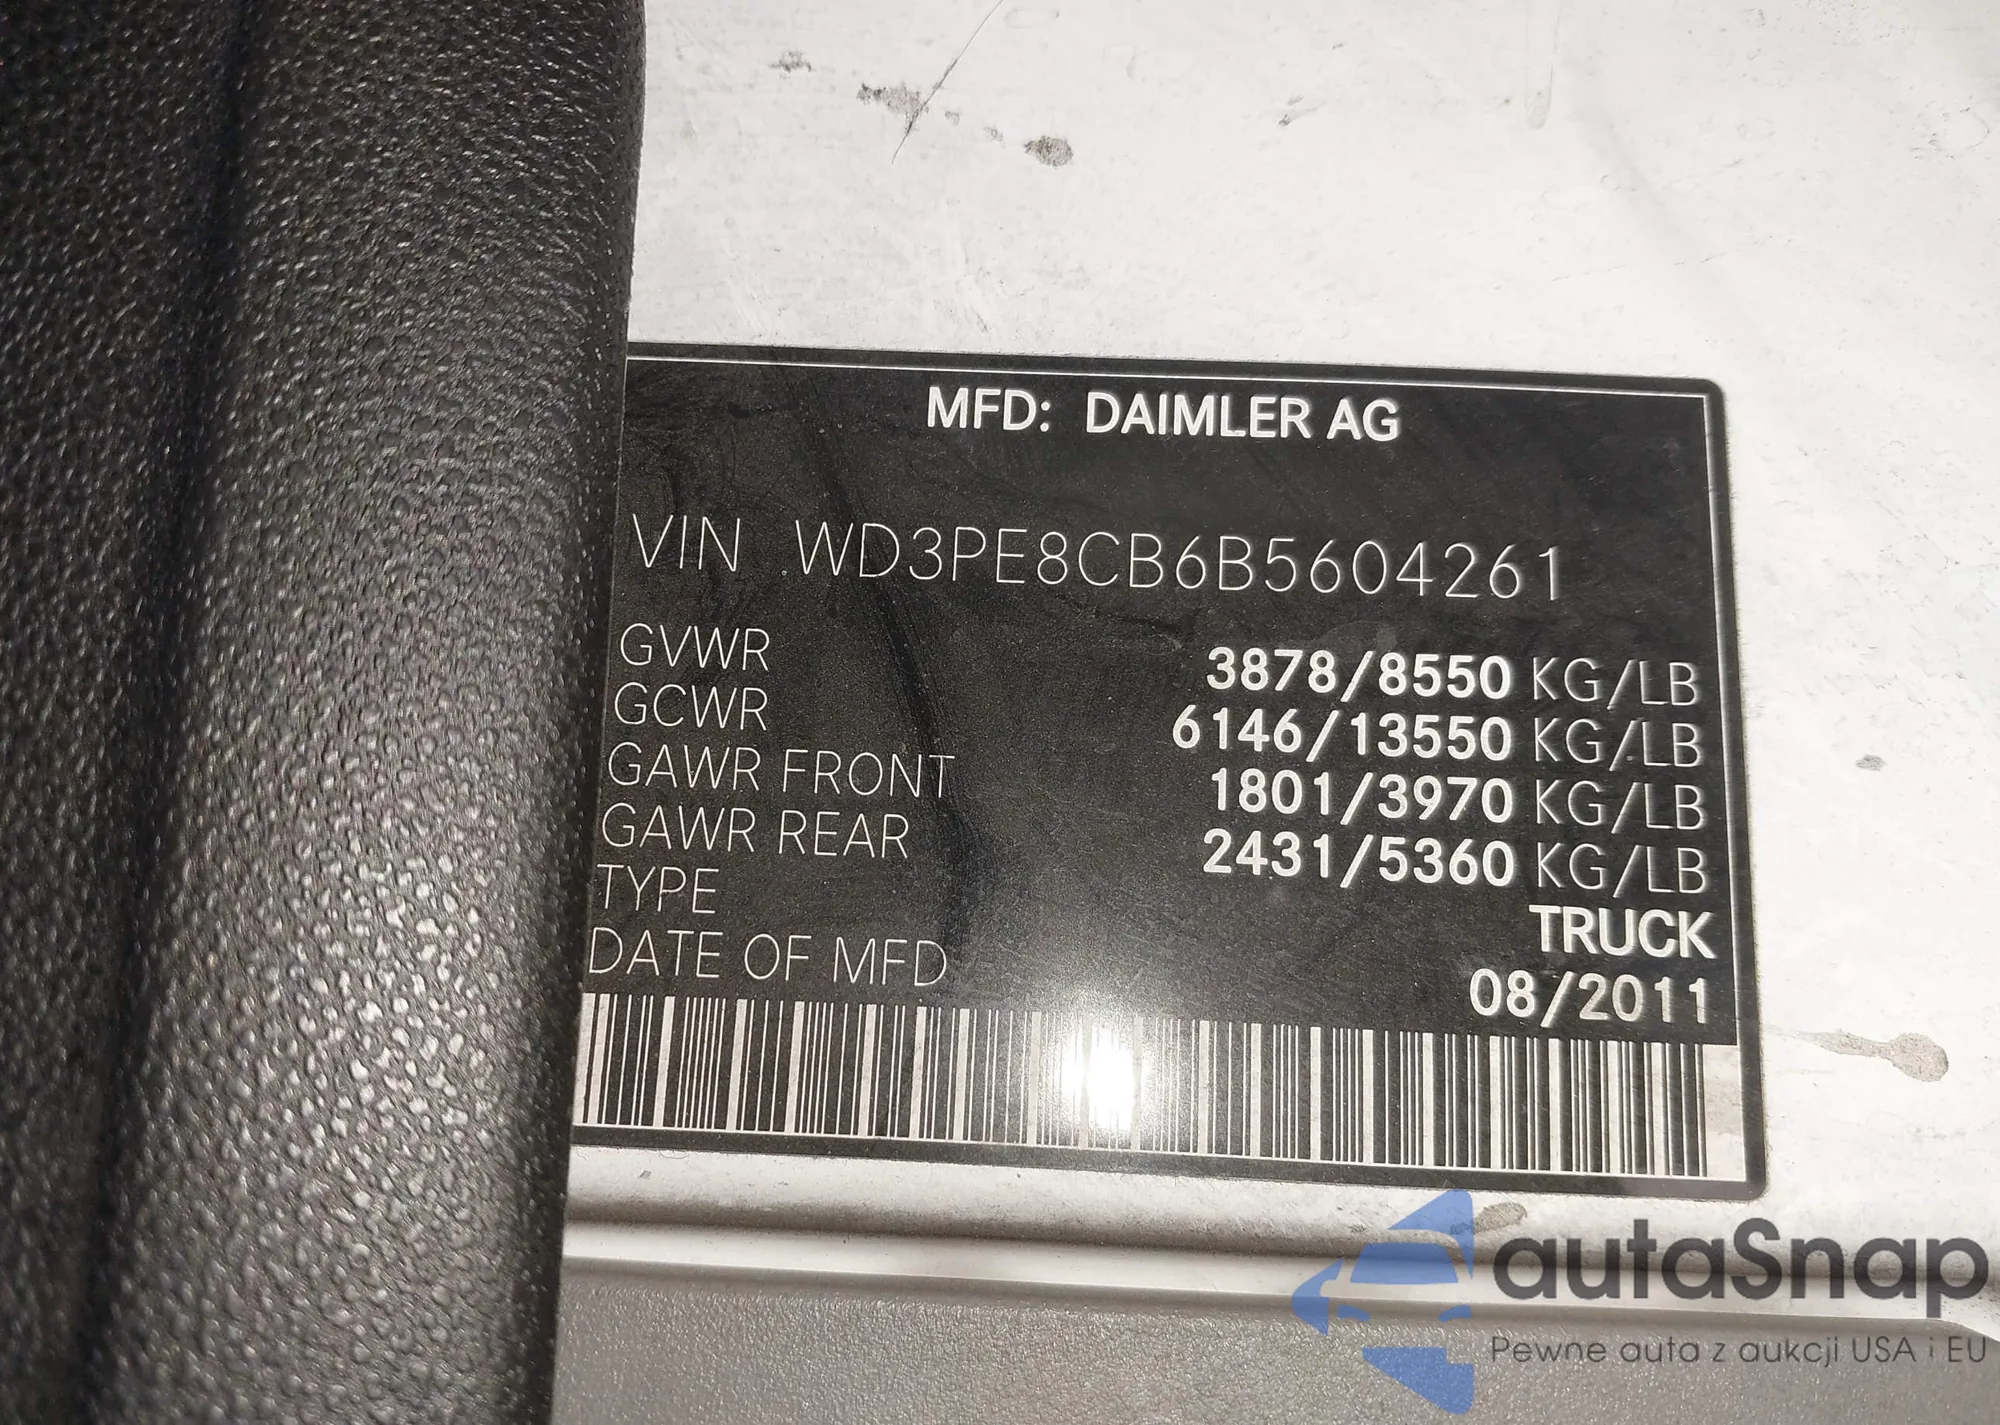 MFD: DAIMLER AG
VIN WD3PE8CB6B5604261
GVWR 3878/8550 KG/LB
GCWR 6146/13550 KG/LB
GAWR FRONT 1801/3970 KG/LB
GAWR REAR 2431/5360 KG/LB
TYPE TRUCK
DATE OF MFD 08/2011
autaSnap
Pewne auta z aukcji USA i EU